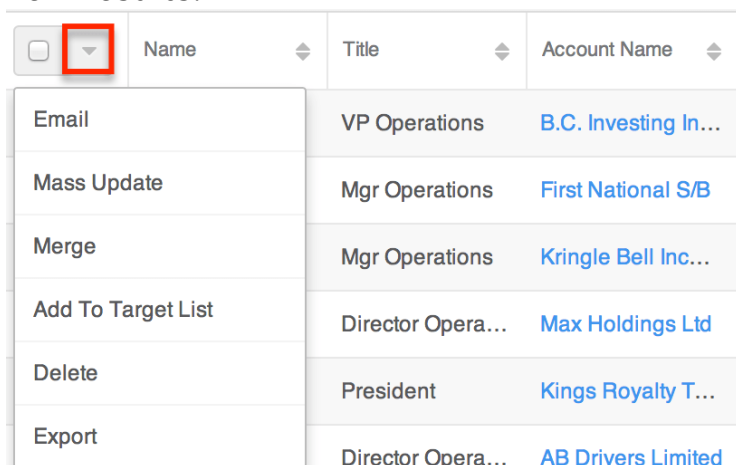 Name Title Account Name
Email
VP Operations B.C. Investing In...
Mass Update
Mgr Operations First National S/B
Merge
Mgr Operations Kringle Bell Inc...
Add To Target List
Director Opera... Max Holdings Ltd
Delete
President Kings Royalty T...
Export
Director Opera... AB Drivers Limited